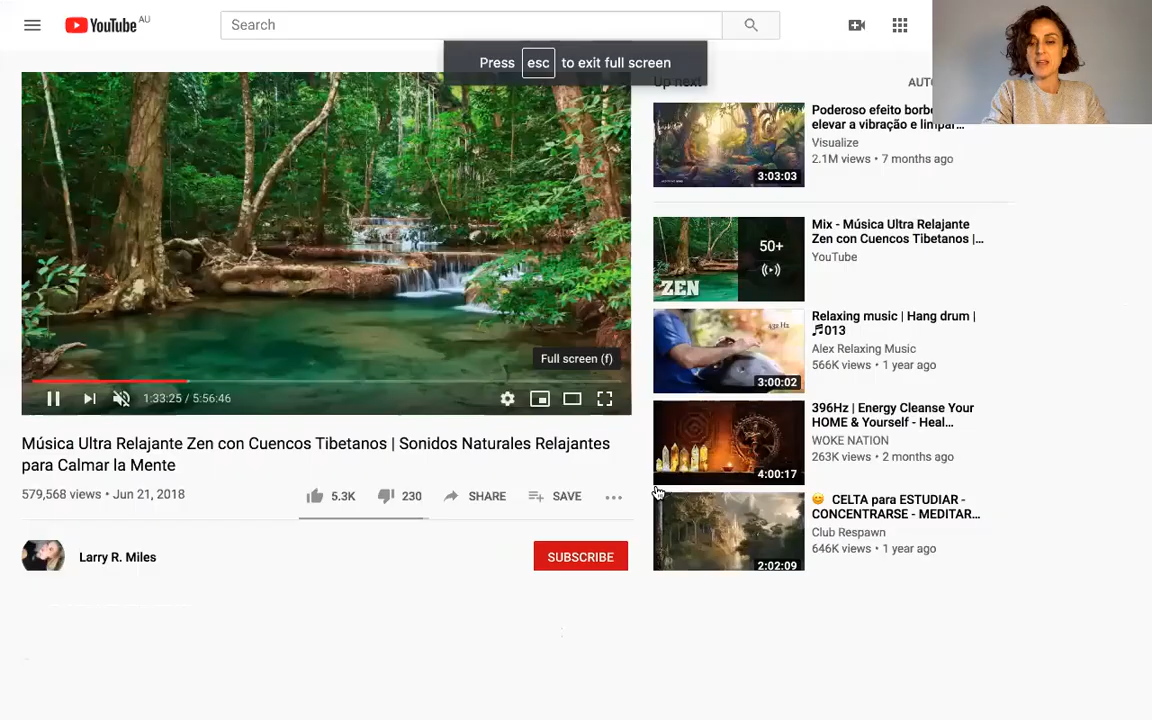 YouTube AU
Search
Press esc to exit full screen
Up next
AUTO
Full screen (f)
1:33:25 / 5:56:46
Música Ultra Relajante Zen con Cuencos Tibetanos | Sonidos Naturales Relajantes
para Calmar la Mente
579,568 views • Jun 21, 2018
5.3K
230
SHARE
SAVE
Larry R. Miles
SUBSCRIBE
3:03:03
Poderoso efeito
elevar a vibração e limpar...
Visualize
2.1M views • 7 months ago
ZEN
50+
Mix - Música Ultra Relajante
Zen con Cuencos Tibetanos |...
YouTube
432 Hz
3:00:02
Relaxing music | Hang drum |
🎵013
Alex Relaxing Music
566K views • 1 year ago
4:00:17
396Hz | Energy Cleanse Your
HOME & Yourself - Heal...
WOKE NATION
263K views • 2 months ago
2:02:09
😊 CELTA para ESTUDIAR -
CONCENTRARSE - MEDITAR...
Club Respawn
646K views • 1 year ago